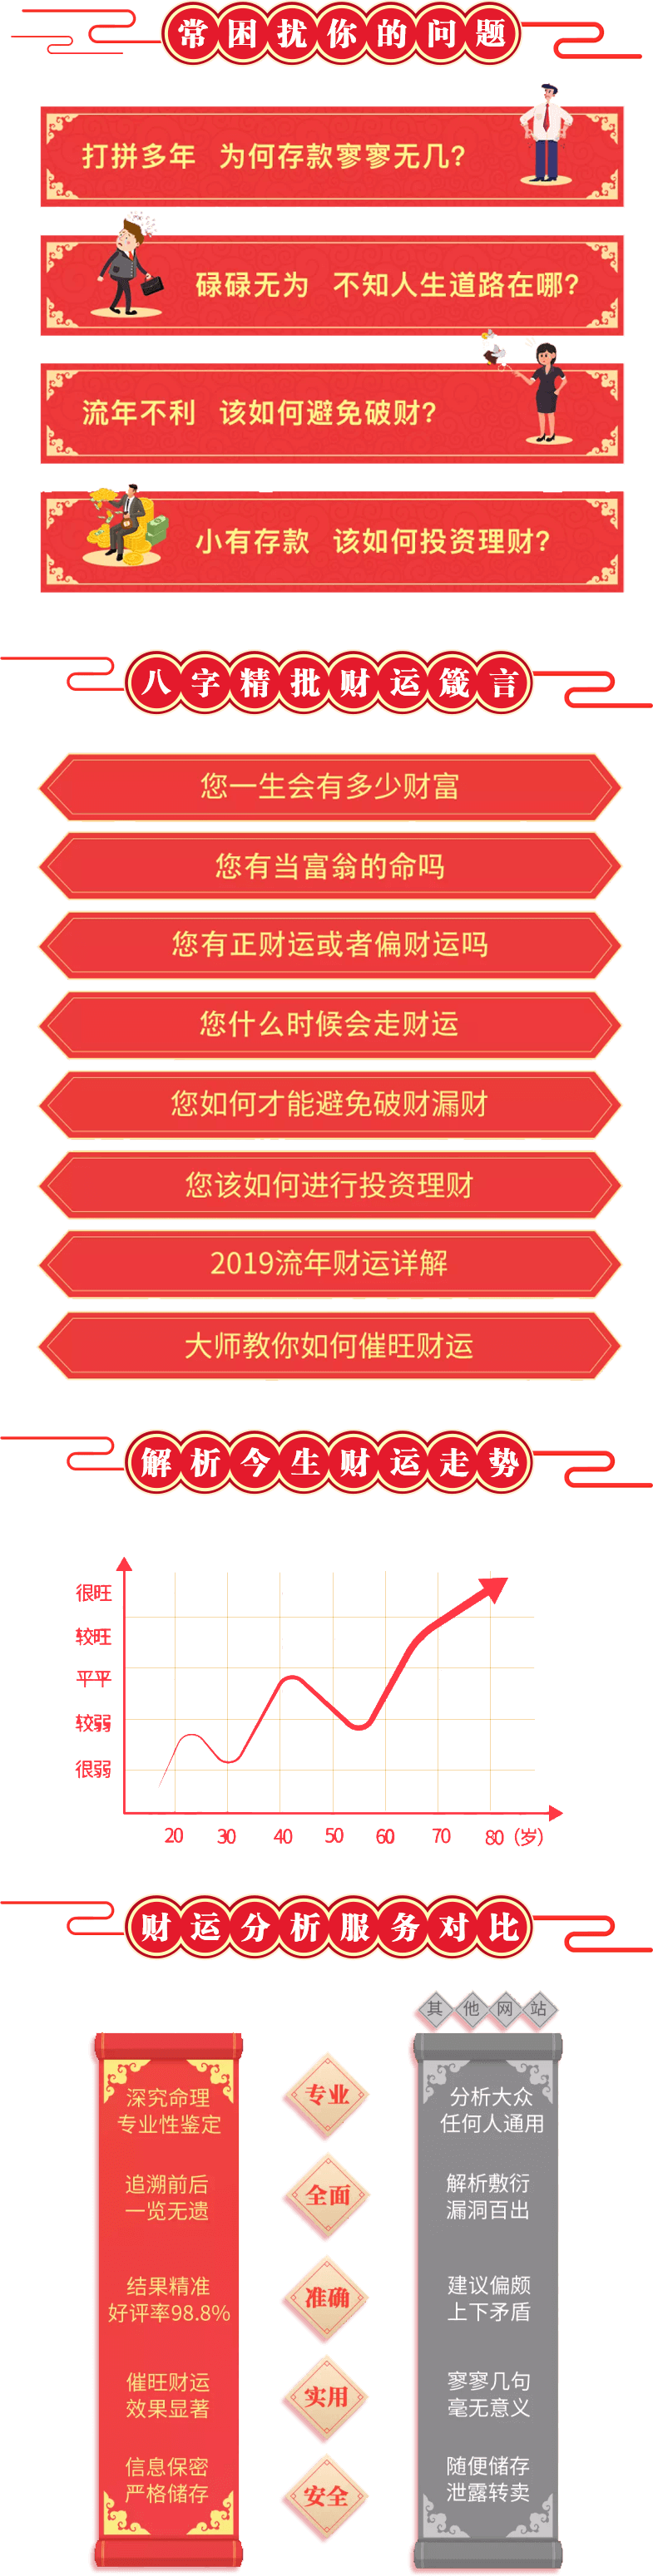 常困扰你的问题
打拼多年 为何存款寥寥无几?
碌碌无为 不知人生道路在哪?
流年不利 该如何避免破财?
小有存款 该如何投资理财?
八字精批财运箴言
您一生会有多少财富
您有当富翁的命吗
您有正财运或者偏财运吗
您什么时候会走财运
您如何才能避免破财漏财
您该如何进行投资理财
2019流年财运详解
大师教你如何催旺财运
解析今生财运走势
很旺
较旺
平平
较弱
很弱
20 30 40 50 60 70 80 (岁)
财运分析服务对比
其他网站
深究命理
专业性鉴定
专业
分析大众
任何人通用
追溯前后
一览无遗
全面
解析敷衍
漏洞百出
结果精准
好评率98.8%
准确
建议偏颇
上下矛盾
催旺财运
效果显著
实用
寥寥几句
毫无意义
信息保密
严格储存
安全
随便储存
泄露转卖